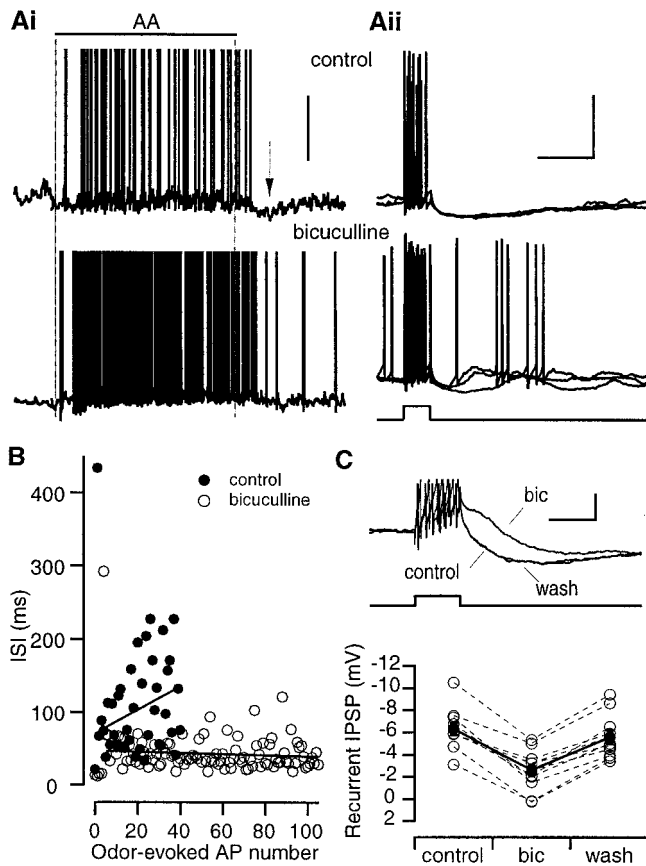 Ai
Aii
AA
control
bicuculline
B
control
bicuculline
400
300
200
100
0
ISI (ms)
0 20 40 60 80 100
Odor-evoked AP number
C
bic
control
wash
-12
-10
-8
-6
-4
-2
0
2
Recurrent IPSP (mV)
control bic wash